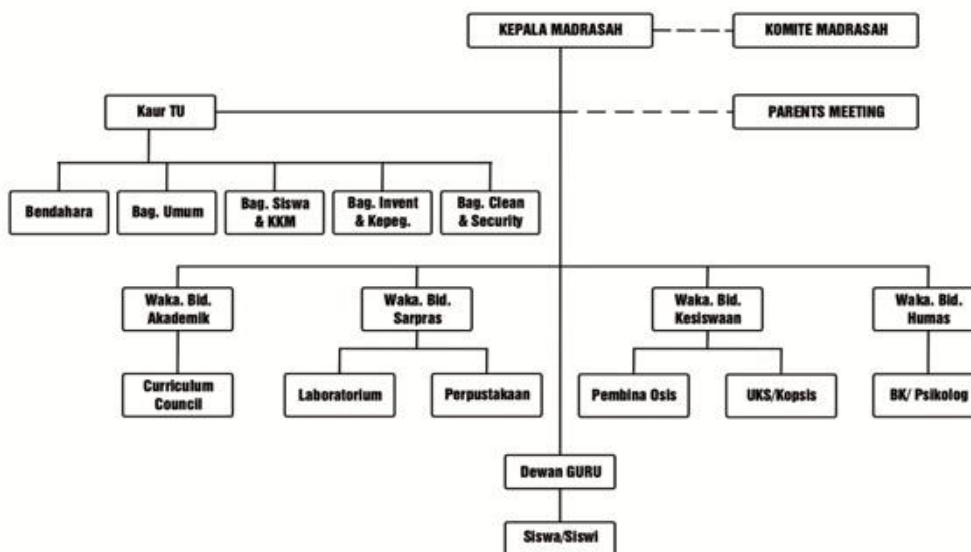 KEPALA MADRASAH
KOMITE MADRASAH
Kaur TU
PARENTS MEETING
Bendahara
Bag. Umum
Bag. Siswa
& KKM
Bag. Invent
& Kepeg.
Bag. Clean
& Security
Waka. Bid.
Akademik
Waka. Bid.
Sarpras
Waka. Bid.
Kesiswaan
Waka. Bid.
Humas
Curriculum
Council
Laboratorium
Perpustakaan
Pembina Osis
UKS/Kopsis
BK/ Psikolog
Dewan GURU
Siswa/Siswi